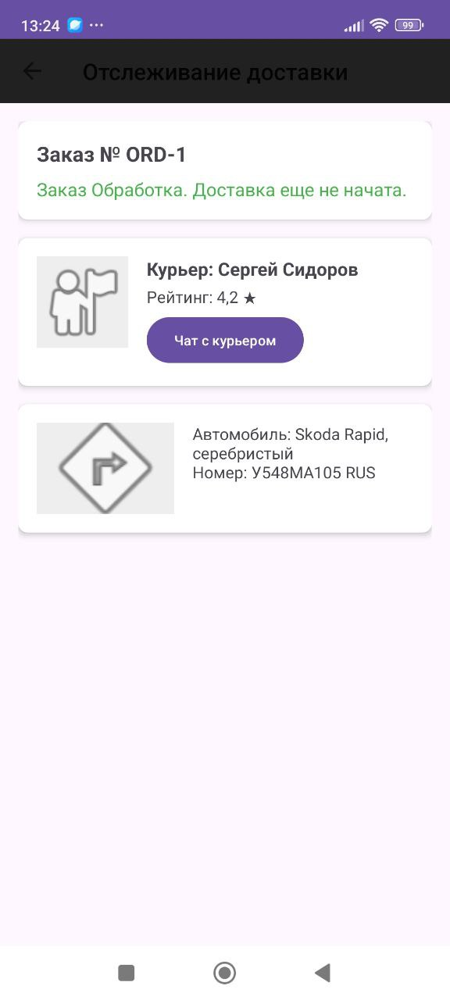 13:24
99
Отслеживание доставки
Заказ № ORD-1
Заказ Обработка. Доставка еще не начата.
Курьер: Сергей Сидоров
Рейтинг: 4,2 ★
Чат с курьером
Автомобиль: Skoda Rapid,
серебристый
Номер: У548МА105 RUS